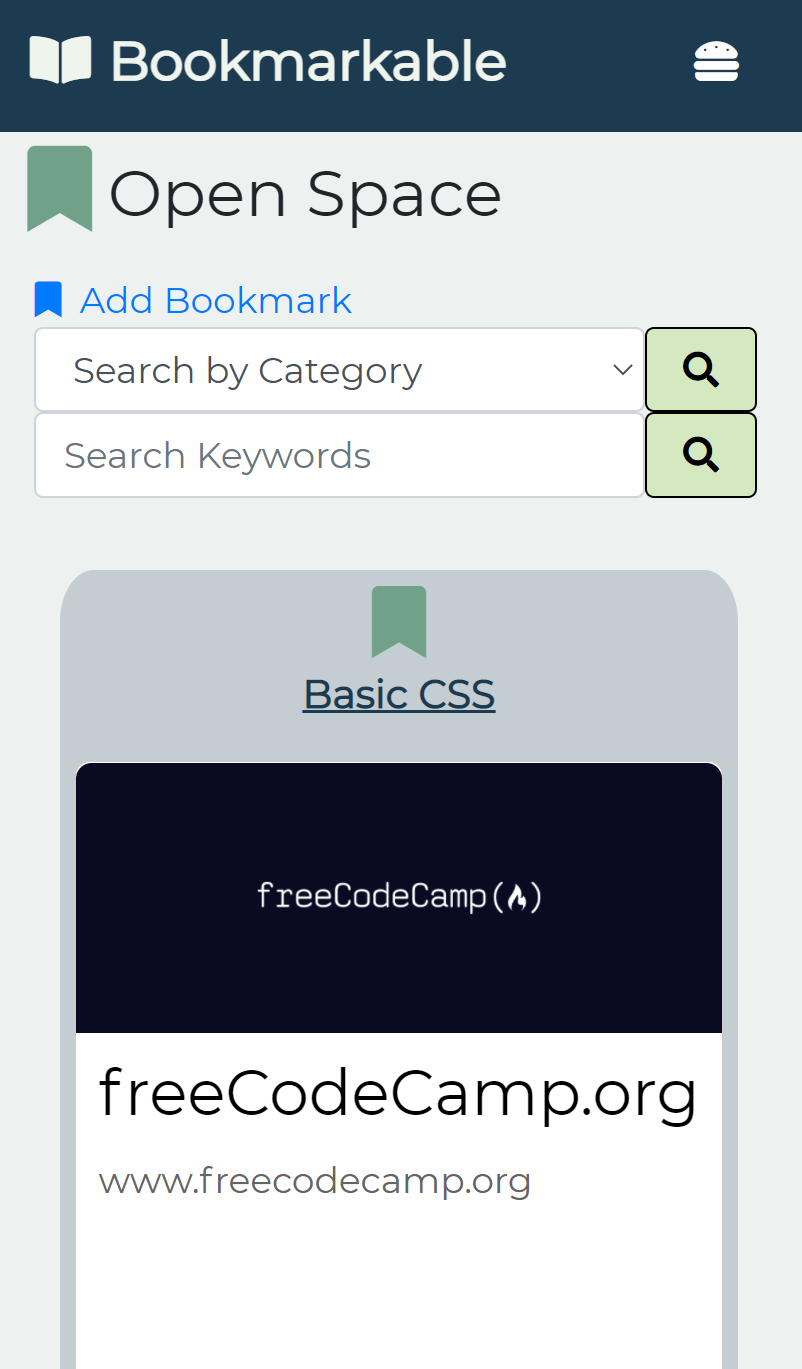 Bookmarkable
Open Space
Add Bookmark
Search by Category
Search Keywords
Basic CSS
freeCodeCamp(🔥)
freeCodeCamp.org
www.freecodecamp.org